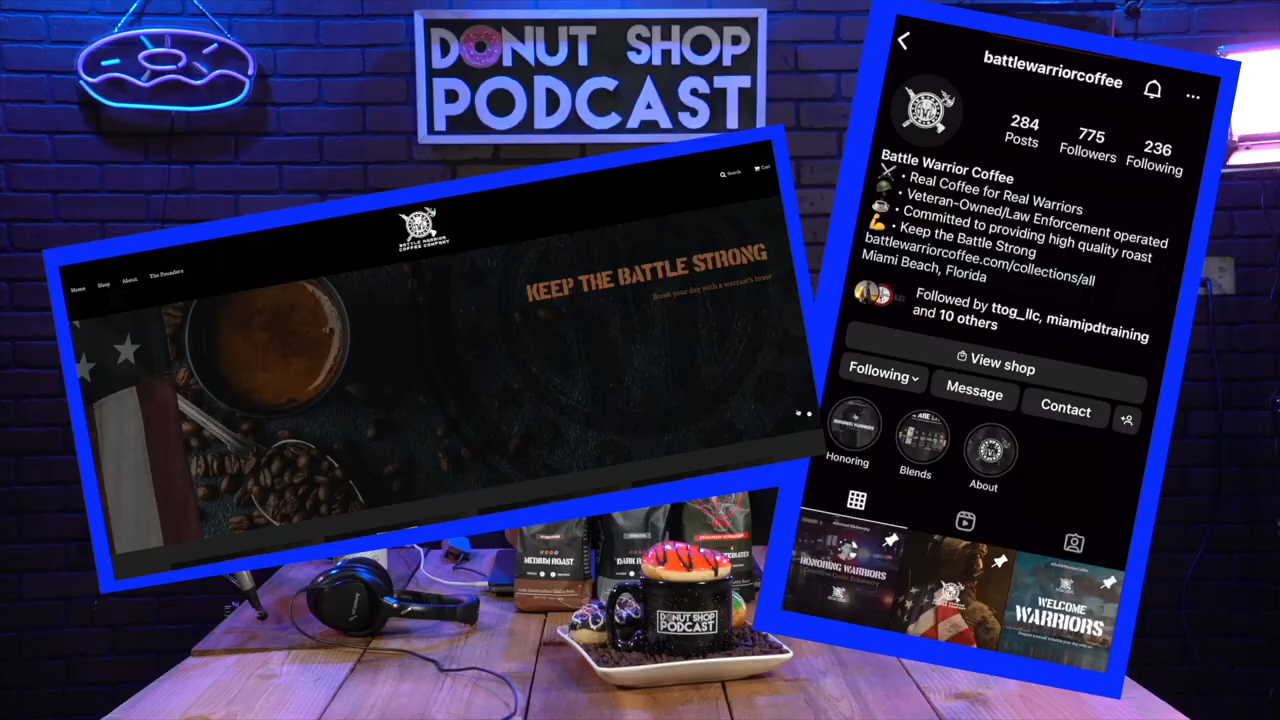 DONUT SHOP
PODCAST
Search
Cart
BATTLE WARRIOR
COFFEE COMPANY
Home
Shop
About
The Founders
KEEP THE BATTLE STRONG
Boost your day with a warrior's brew
battlewarriorcoffee
284
Posts
775
Followers
236
Following
Battle Warrior Coffee
⚔️ • Real Coffee for Real Warriors
🪖 • Veteran-Owned/Law Enforcement operated
☕ • Committed to providing high quality roast
💪 • Keep the Battle Strong
battlewarriorcoffee.com/collections/all
Miami Beach, Florida
Followed by ttog_llc, miamipdtraining
and 10 others
View shop
Following
Message
Contact
Honoring
Blends
About
HONORING WARRIORS
WELCOME
WARRIORS
MEDIUM ROAST
DARK
DONUT SHOP
PODCAST